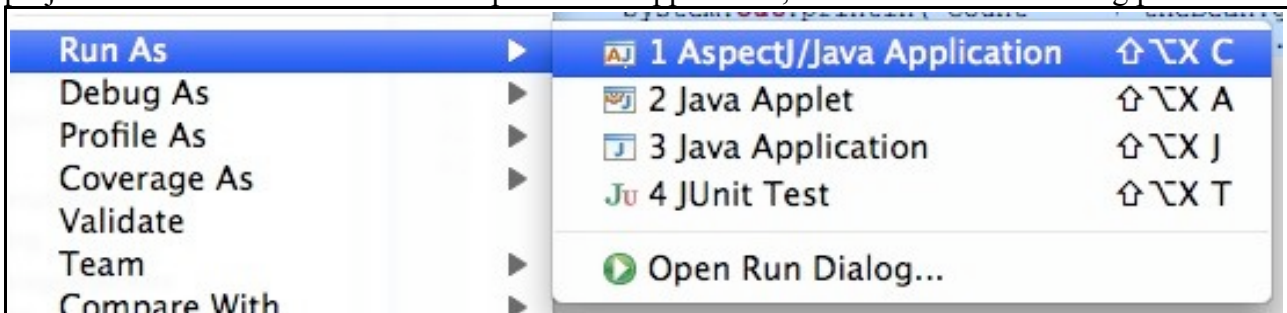 Run As
Debug As
Profile As
Coverage As
Validate
Team
Compare With
1 AspectJ/Java Application ⇧⌥X C
2 Java Applet ⇧⌥X A
3 Java Application ⇧⌥X J
Ju 4 JUnit Test ⇧⌥X T
Open Run Dialog...